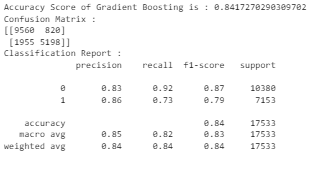 Accuracy Score of Gradient Boosting is : 0.8417270290309702
Confusion Matrix :
[[9560  820]
 [1955 5198]]
Classification Report :
precision recall f1-score support
0 0.83 0.92 0.87 10380
1 0.86 0.73 0.79 7153
accuracy 0.84 17533
macro avg 0.85 0.82 0.83 17533
weighted avg 0.84 0.84 0.84 17533